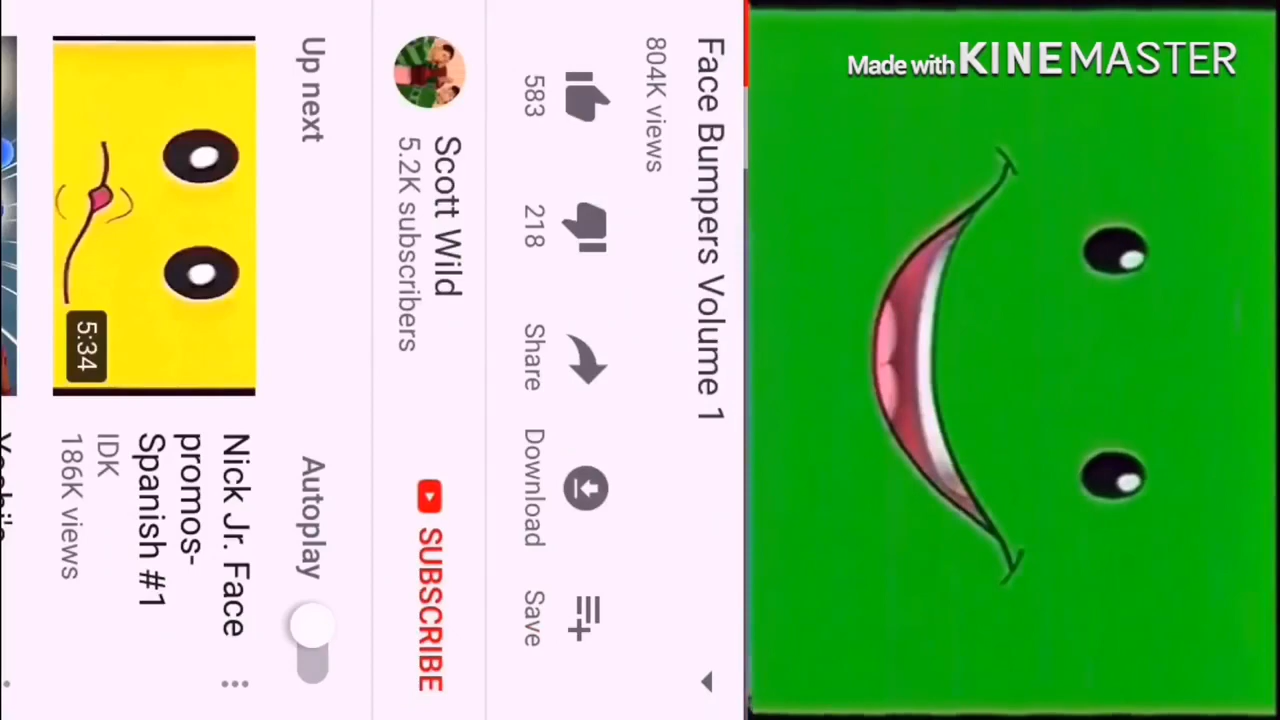 Made with KINEMASTER
Face Bumpers Volume 1
804K views
583
218
Share
Download
Save
Scott Wild
5.2K subscribers
SUBSCRIBE
Up next
Autoplay
5:34
Nick Jr. Face
promos-
Spanish #1
IDK
186K views